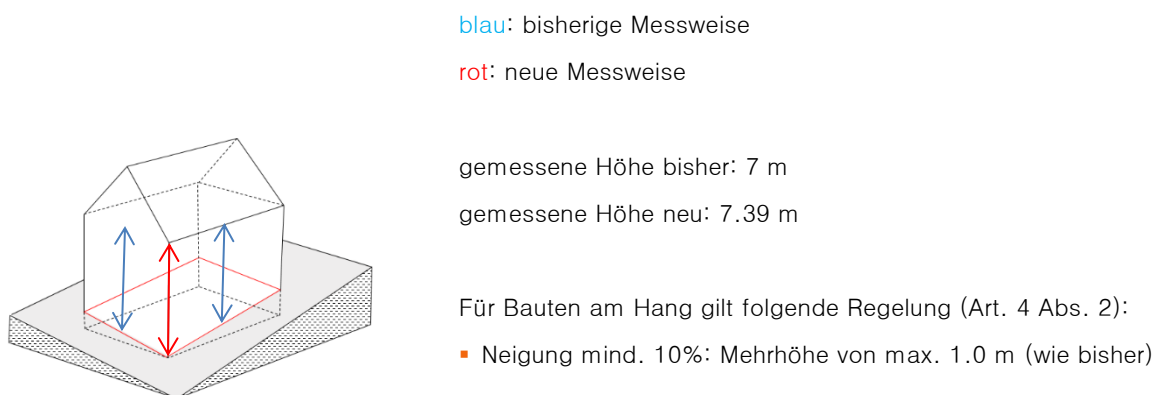 blau: bisherige Messweise
rot: neue Messweise
gemessene Höhe bisher: 7 m
gemessene Höhe neu: 7.39 m
Für Bauten am Hang gilt folgende Regelung (Art. 4 Abs. 2):
▪ Neigung mind. 10%: Mehrhöhe von max. 1.0 m (wie bisher)